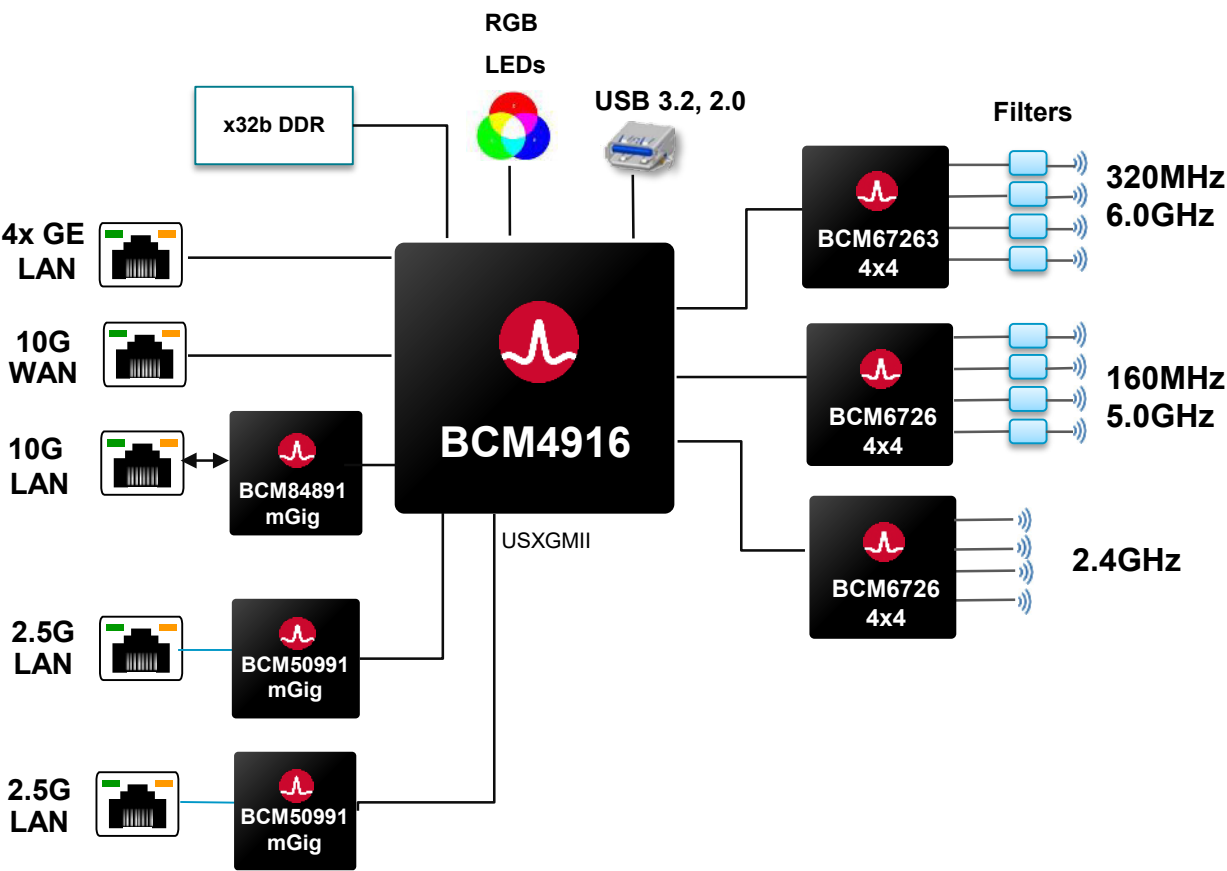 RGB
LEDs
x32b DDR
USB 3.2, 2.0
Filters
4x GE
LAN
10G
WAN
10G
LAN
BCM84891
mGig
BCM4916
USXGMII
2.5G
LAN
BCM50991
mGig
2.5G
LAN
BCM50991
mGig
BCM67263
4x4
320MHz
6.0GHz
BCM6726
4x4
160MHz
5.0GHz
BCM6726
4x4
2.4GHz